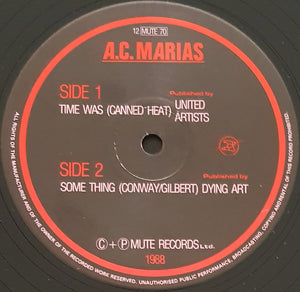 12 MUTE 70
A.C. MARIAS
SIDE 1
Published by
TIME WAS (CANNED HEAT) UNITED
ARTISTS
SIDE 2
Published by
SOME THING (CONWAY/GILBERT) DYING ART
C + P MUTE RECORDS LTD.
1988
ALL RIGHTS OF THE MANUFACTURER AND OF THE OWNER OF THE RECORDED WORK RESERVED. UNAUTHORISED PUBLIC PERFORMANCE, BROADCASTING, COPYING AND RENTAL OF THIS RECORD PROHIBITED.